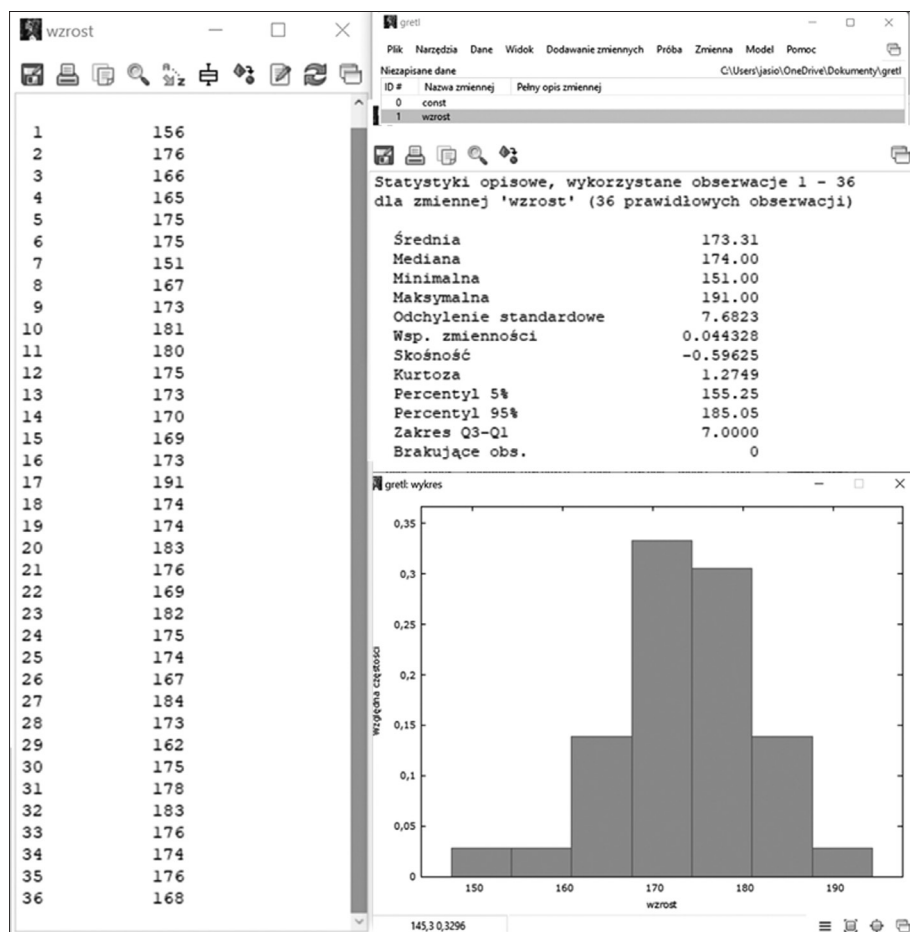 wzrost
1 156
2 176
3 166
4 165
5 175
6 175
7 151
8 167
9 173
10 181
11 180
12 175
13 173
14 170
15 169
16 173
17 191
18 174
19 174
20 183
21 176
22 169
23 182
24 175
25 174
26 167
27 184
28 173
29 162
30 175
31 178
32 183
33 176
34 174
35 176
36 168
gretl
Plik Narzędzia Dane Widok Dodawanie zmiennych Próba Zmienna Model Pomoc
Niezapisane dane C:\Users\jasio\OneDrive\Dokumenty\gretl
ID # Nazwa zmiennej Pełny opis zmiennej
0 const
1 wzrost
Statystyki opisowe, wykorzystane obserwacje 1 - 36
dla zmiennej 'wzrost' (36 prawidłowych obserwacji)
Średnia 173.31
Mediana 174.00
Minimalna 151.00
Maksymalna 191.00
Odchylenie standardowe 7.6823
Wsp. zmienności 0.044328
Skośność -0.59625
Kurtoza 1.2749
Percentyl 5% 155.25
Percentyl 95% 185.05
Zakres Q3-Q1 7.0000
Brakujące obs. 0
gretl: wykres
0,35
0,3
0,25
0,2
0,15
0,1
0,05
0
Względna częstości
150 160 170 180 190
wzrost
145,3 0,3296